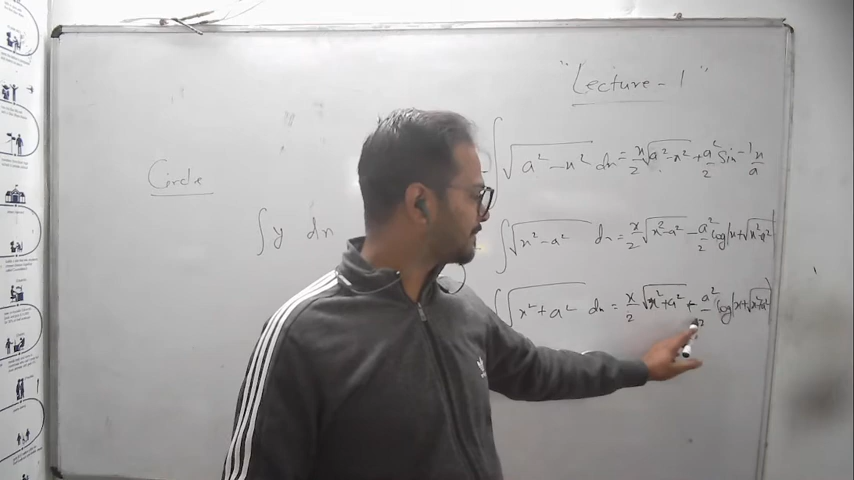 "Lecture - 1"
∫ √(a² - x²) dx = x/2 √(a² - x²) + a²/2 Sin⁻¹ x/a
Circle
∫ y dx
∫ √(x² - a²) dx = x/2 √(x² - a²) - a²/2 log|x + √(x² - a²)|
∫ √(x² + a²) dx = x/2 √(x² + a²) + a²/2 log|x + √(x² + a²)|